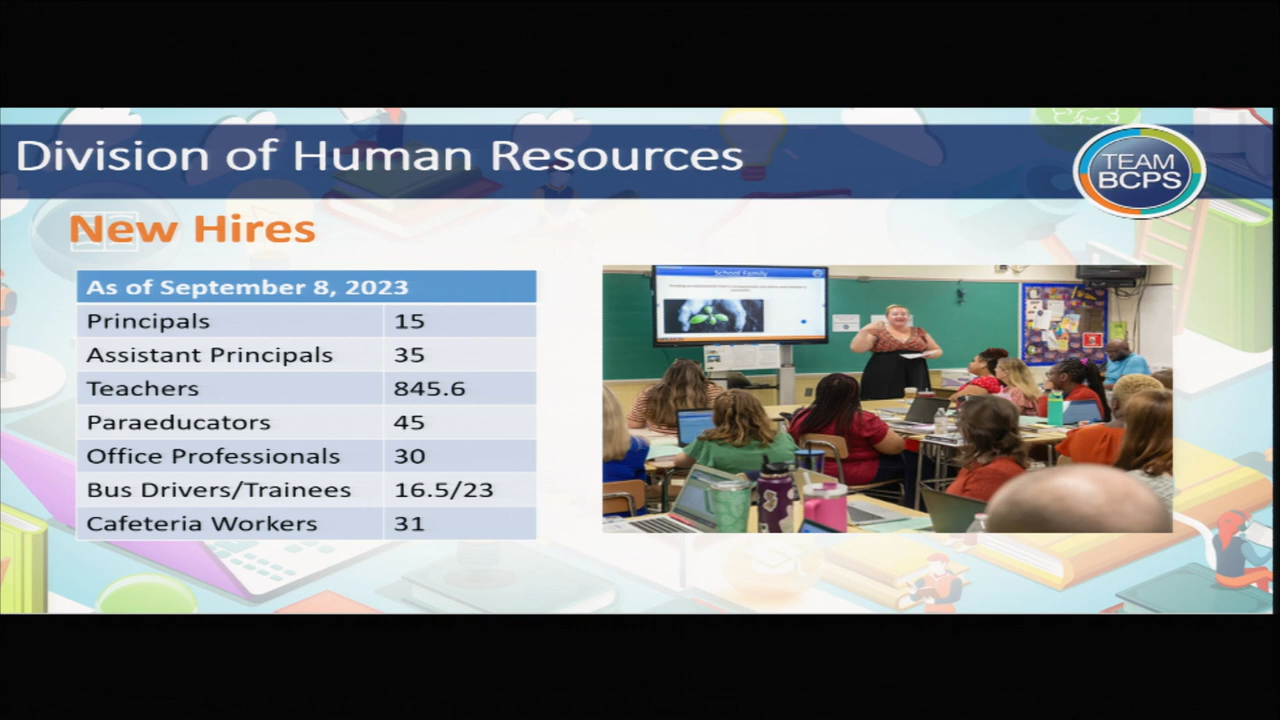 Division of Human Resources
TEAM
BCPS
New Hires
As of September 8, 2023
Principals 15
Assistant Principals 35
Teachers 845.6
Paraeducators 45
Office Professionals 30
Bus Drivers/Trainees 16.5/23
Cafeteria Workers 31
School Family